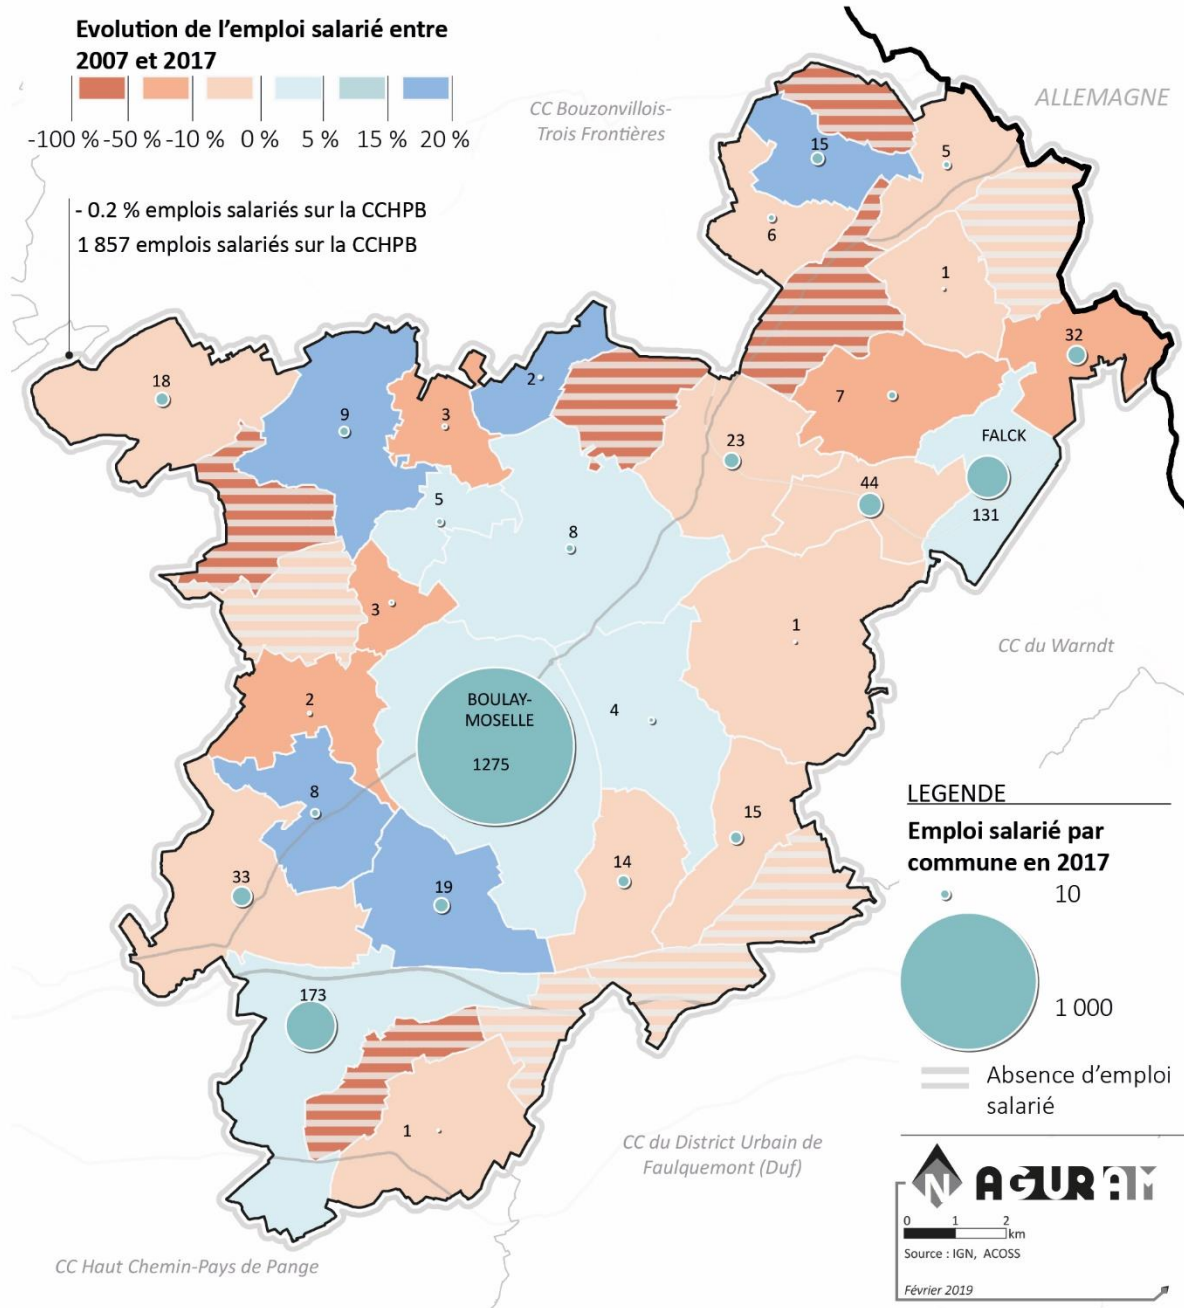 Evolution de l'emploi salarié entre
2007 et 2017
-100 % -50 % -10 % 0 % 5 % 15 % 20 %
- 0.2 % emplois salariés sur la CCHPB
1 857 emplois salariés sur la CCHPB
CC Bouzonvillois-
Trois Frontières
ALLEMAGNE
15
5
6
1
32
18
9
3
2
7
23
FALCK
44
131
5
8
3
1
CC du Warndt
2
4
BOULAY-
MOSELLE
1275
8
15
14
33
19
173
1
LEGENDE
Emploi salarié par
commune en 2017
10
1 000
Absence d'emploi
salarié
CC du District Urbain de
Faulquemont (Duf)
CC Haut Chemin-Pays de Pange
N AGURAM
0 1 2
km
Source : IGN, ACOSS
Février 2019